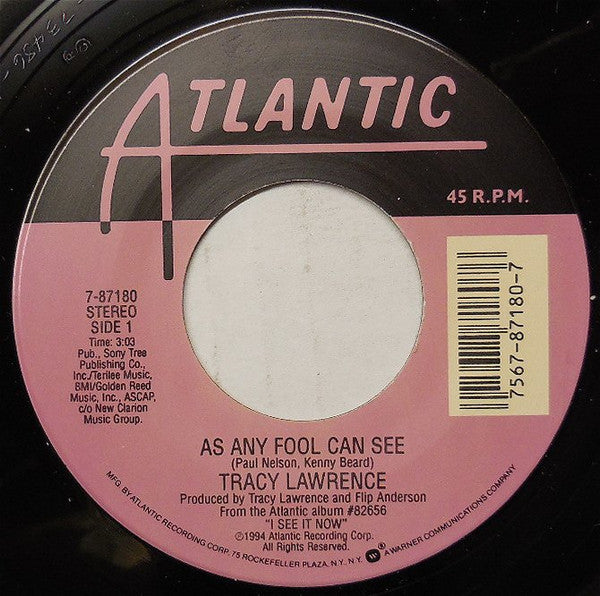 ATLANTIC
45 R.P.M.
7-87180
STEREO
SIDE 1
Time: 3:03
Pub., Sony Tree
Publishing Co.,
Inc./Terilee Music,
BMI/Golden Reed
Music, Inc., ASCAP,
c/o New Clarion
Music Group.
7567-87180-7
AS ANY FOOL CAN SEE
(Paul Nelson, Kenny Beard)
TRACY LAWRENCE
Produced by Tracy Lawrence and Flip Anderson
From the Atlantic album #82656
"I SEE IT NOW"
℗1994 Atlantic Recording Corp.
All Rights Reserved.
MFG. BY ATLANTIC RECORDING CORP. 75 ROCKEFELLER PLAZA, N.Y., N.Y. A WARNER COMMUNICATIONS COMPANY